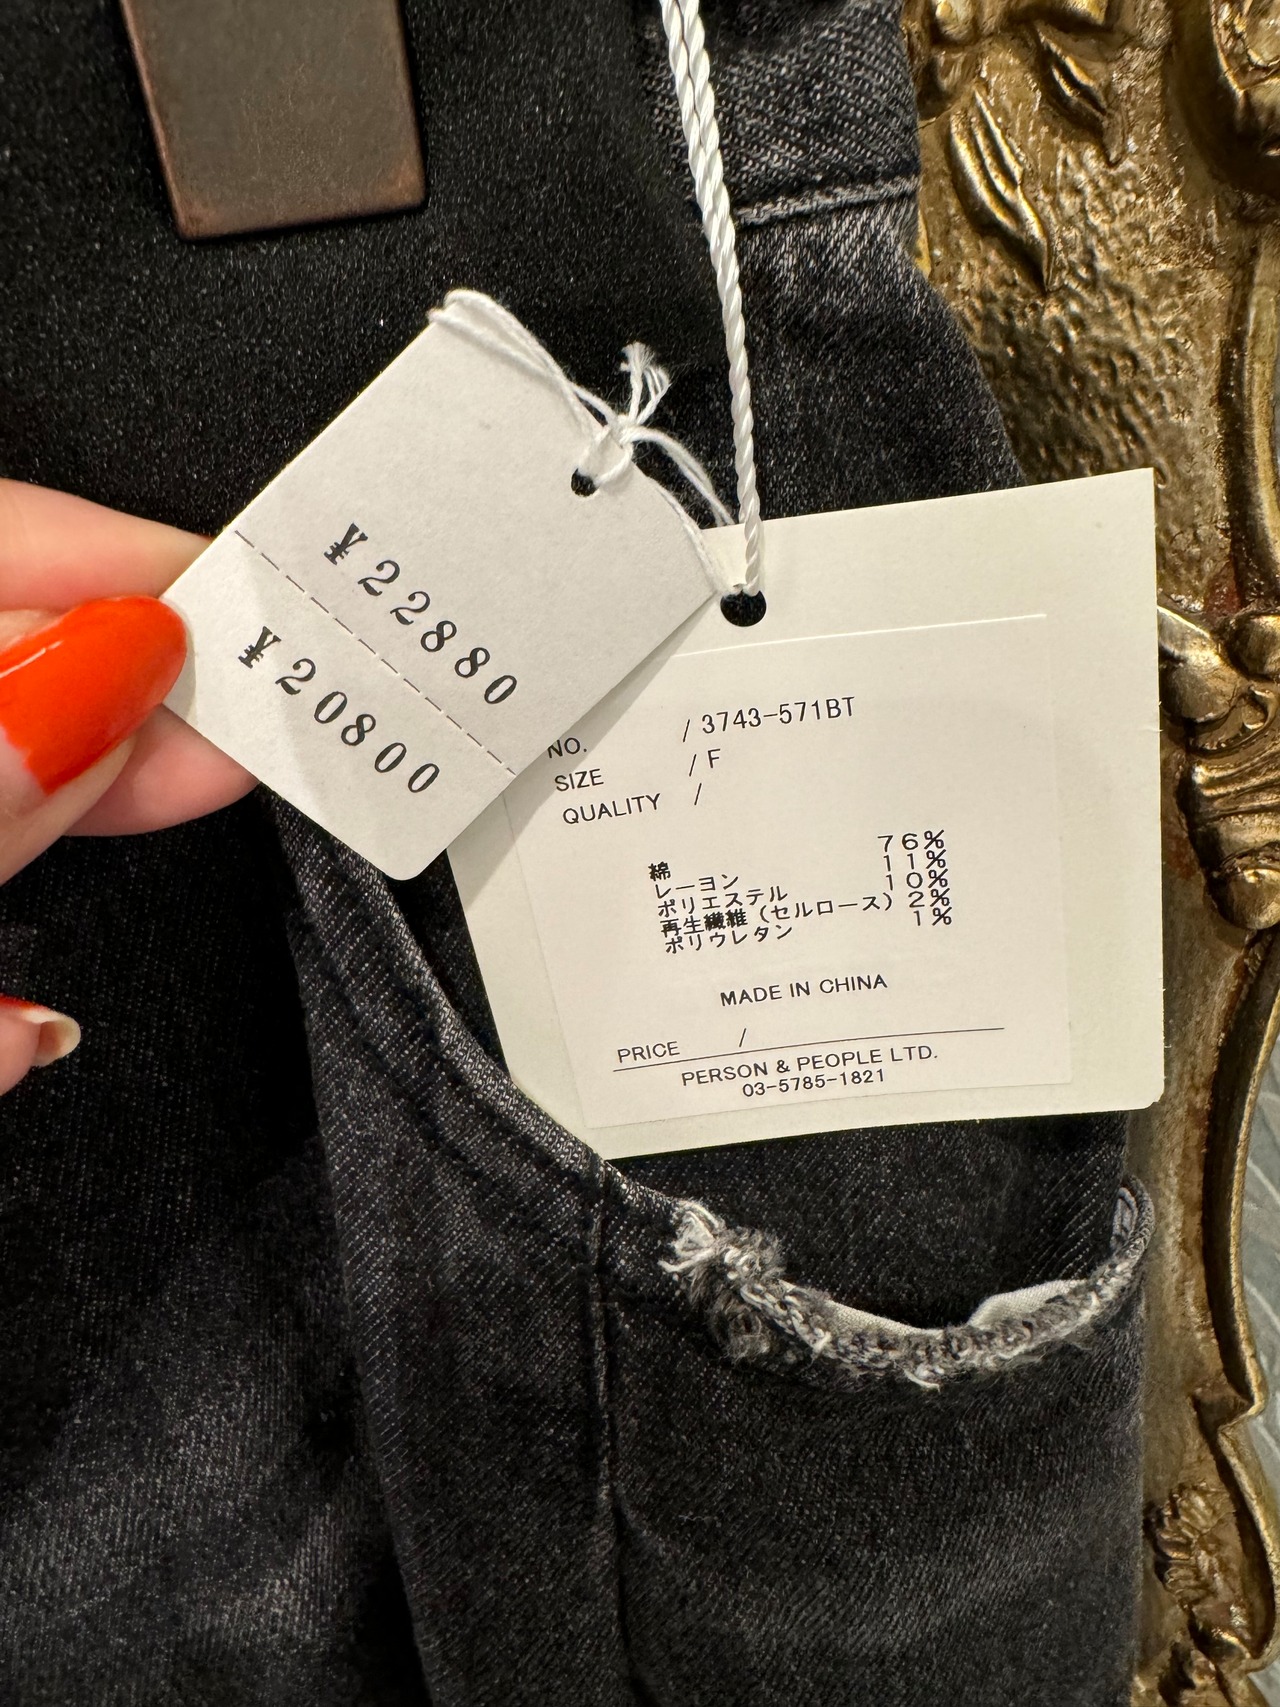 ¥22880
¥20800
NO. / 3743-571BT
SIZE / F
QUALITY /
綿 76%
レーヨン 11%
ポリエステル 10%
再生繊維(セルロース) 2%
ポリウレタン 1%
MADE IN CHINA
PRICE /
PERSON & PEOPLE LTD.
03-5785-1821